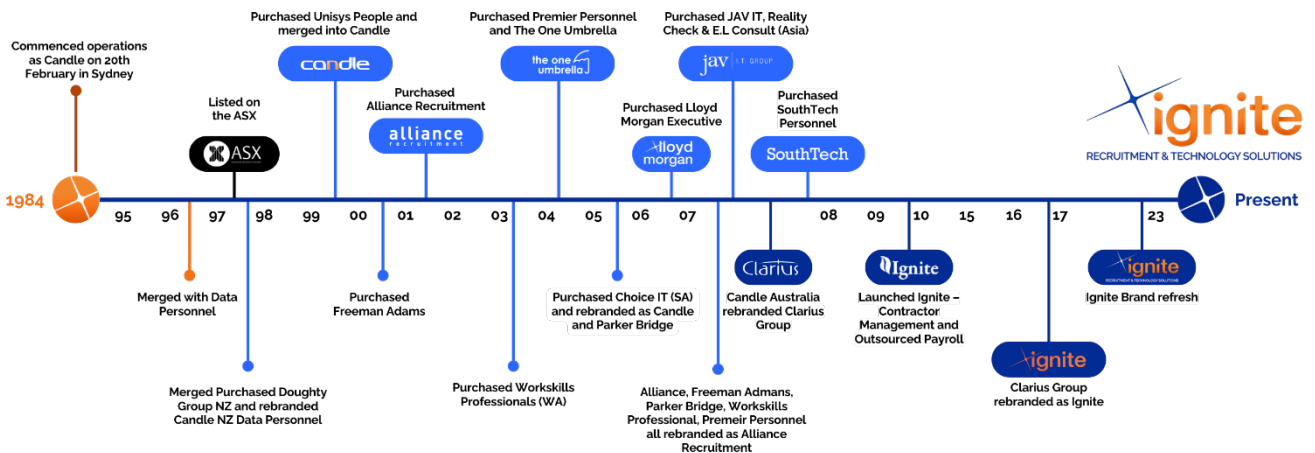 Commenced operations
as Candle on 20th
February in Sydney
Listed on
the ASX
ASX
Purchased Unisys People and
merged into Candle
candle
Purchased
Alliance Recruitment
alliance
recruitment
Purchased Premier Personnel
and The One Umbrella
the one
umbrella
Purchased Lloyd
Morgan Executive
lloyd
morgan
Purchased JAV IT, Reality
Check & E.L Consult (Asia)
jav I.T. GROUP
Purchased
SouthTech
Personnel
SouthTech
ignite
RECRUITMENT & TECHNOLOGY SOLUTIONS
1984
95 96 97 98 99 00 01 02 03 04 05 06 07 08 09 10 15 16 17 23
Present
Merged with Data
Personnel
Merged Purchased Doughty
Group NZ and rebranded
Candle NZ Data Personnel
Purchased
Freeman Adams
Purchased Workskills
Professionals (WA)
Purchased Choice IT (SA)
and rebranded as Candle
and Parker Bridge
Alliance, Freeman Admans,
Parker Bridge, Workskills
Professional, Premeir Personnel
all rebranded as Alliance
Recruitment
Clarius
Candle Australia
rebranded Clarius
Group
Ignite
Launched Ignite –
Contractor
Management and
Outsourced Payroll
ignite
Clarius Group
rebranded as Ignite
ignite
RECRUITMENT & TECHNOLOGY SOLUTIONS
Ignite Brand refresh